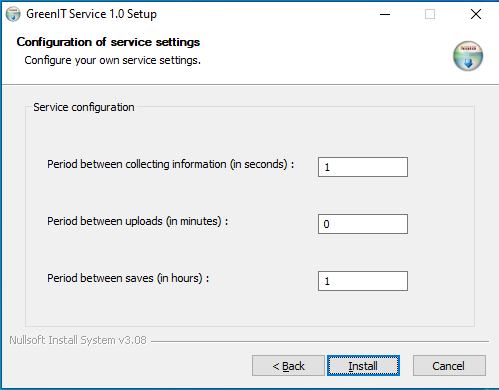 GreenIT Service 1.0 Setup
Configuration of service settings
Configure your own service settings.
Service configuration
Period between collecting information (in seconds) :
1
Period between uploads (in minutes) :
0
Period between saves (in hours) :
1
Nullsoft Install System v3.08
< Back
Install
Cancel